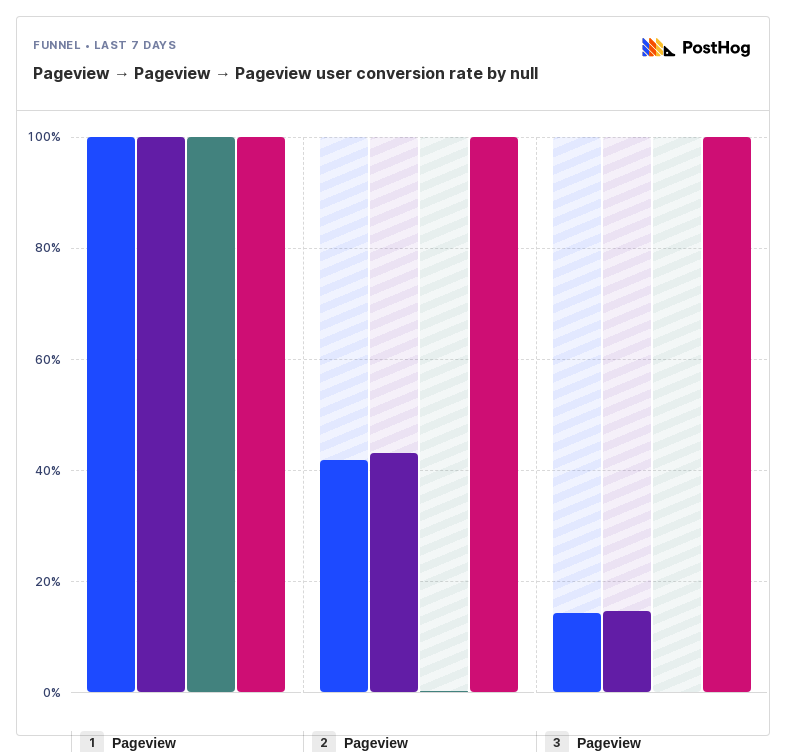 FUNNEL • LAST 7 DAYS
PostHog
Pageview → Pageview → Pageview user conversion rate by null
100%
80%
60%
40%
20%
0%
1 Pageview
2 Pageview
3 Pageview